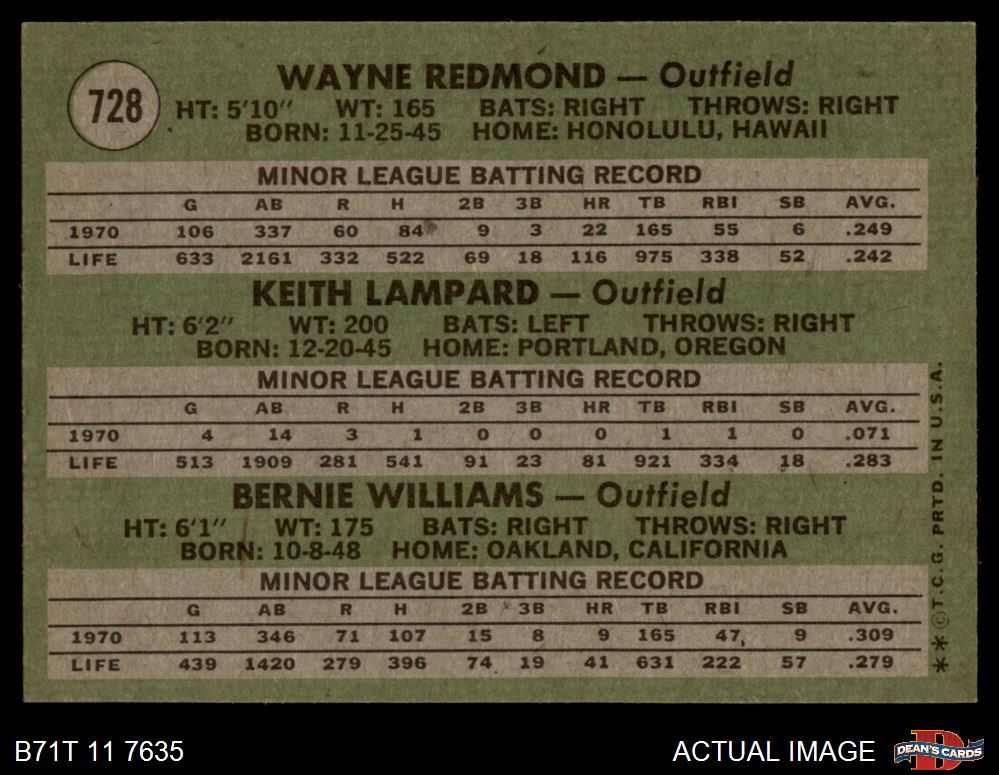 728
WAYNE REDMOND — Outfield
HT: 5'10" WT: 165 BATS: RIGHT THROWS: RIGHT
BORN: 11-25-45 HOME: HONOLULU, HAWAII
MINOR LEAGUE BATTING RECORD
G AB R H 2B 3B HR TB RBI SB AVG.
1970 106 337 60 84 9 3 22 165 55 6 .249
LIFE 633 2161 332 522 69 18 116 975 338 52 .242
KEITH LAMPARD — Outfield
HT: 6'2" WT: 200 BATS: LEFT THROWS: RIGHT
BORN: 12-20-45 HOME: PORTLAND, OREGON
MINOR LEAGUE BATTING RECORD
G AB R H 2B 3B HR TB RBI SB AVG.
1970 4 14 3 1 0 0 0 1 1 0 .071
LIFE 513 1909 281 541 91 23 81 921 334 18 .283
BERNIE WILLIAMS — Outfield
HT: 6'1" WT: 175 BATS: RIGHT THROWS: RIGHT
BORN: 10-8-48 HOME: OAKLAND, CALIFORNIA
MINOR LEAGUE BATTING RECORD
G AB R H 2B 3B HR TB RBI SB AVG.
1970 113 346 71 107 15 8 9 165 47 9 .309
LIFE 439 1420 279 396 74 19 41 631 222 57 .279
**©T.C.G. PRTD. IN U.S.A.
B71T 11 7635
ACTUAL IMAGE
D
DEAN'S CARDS